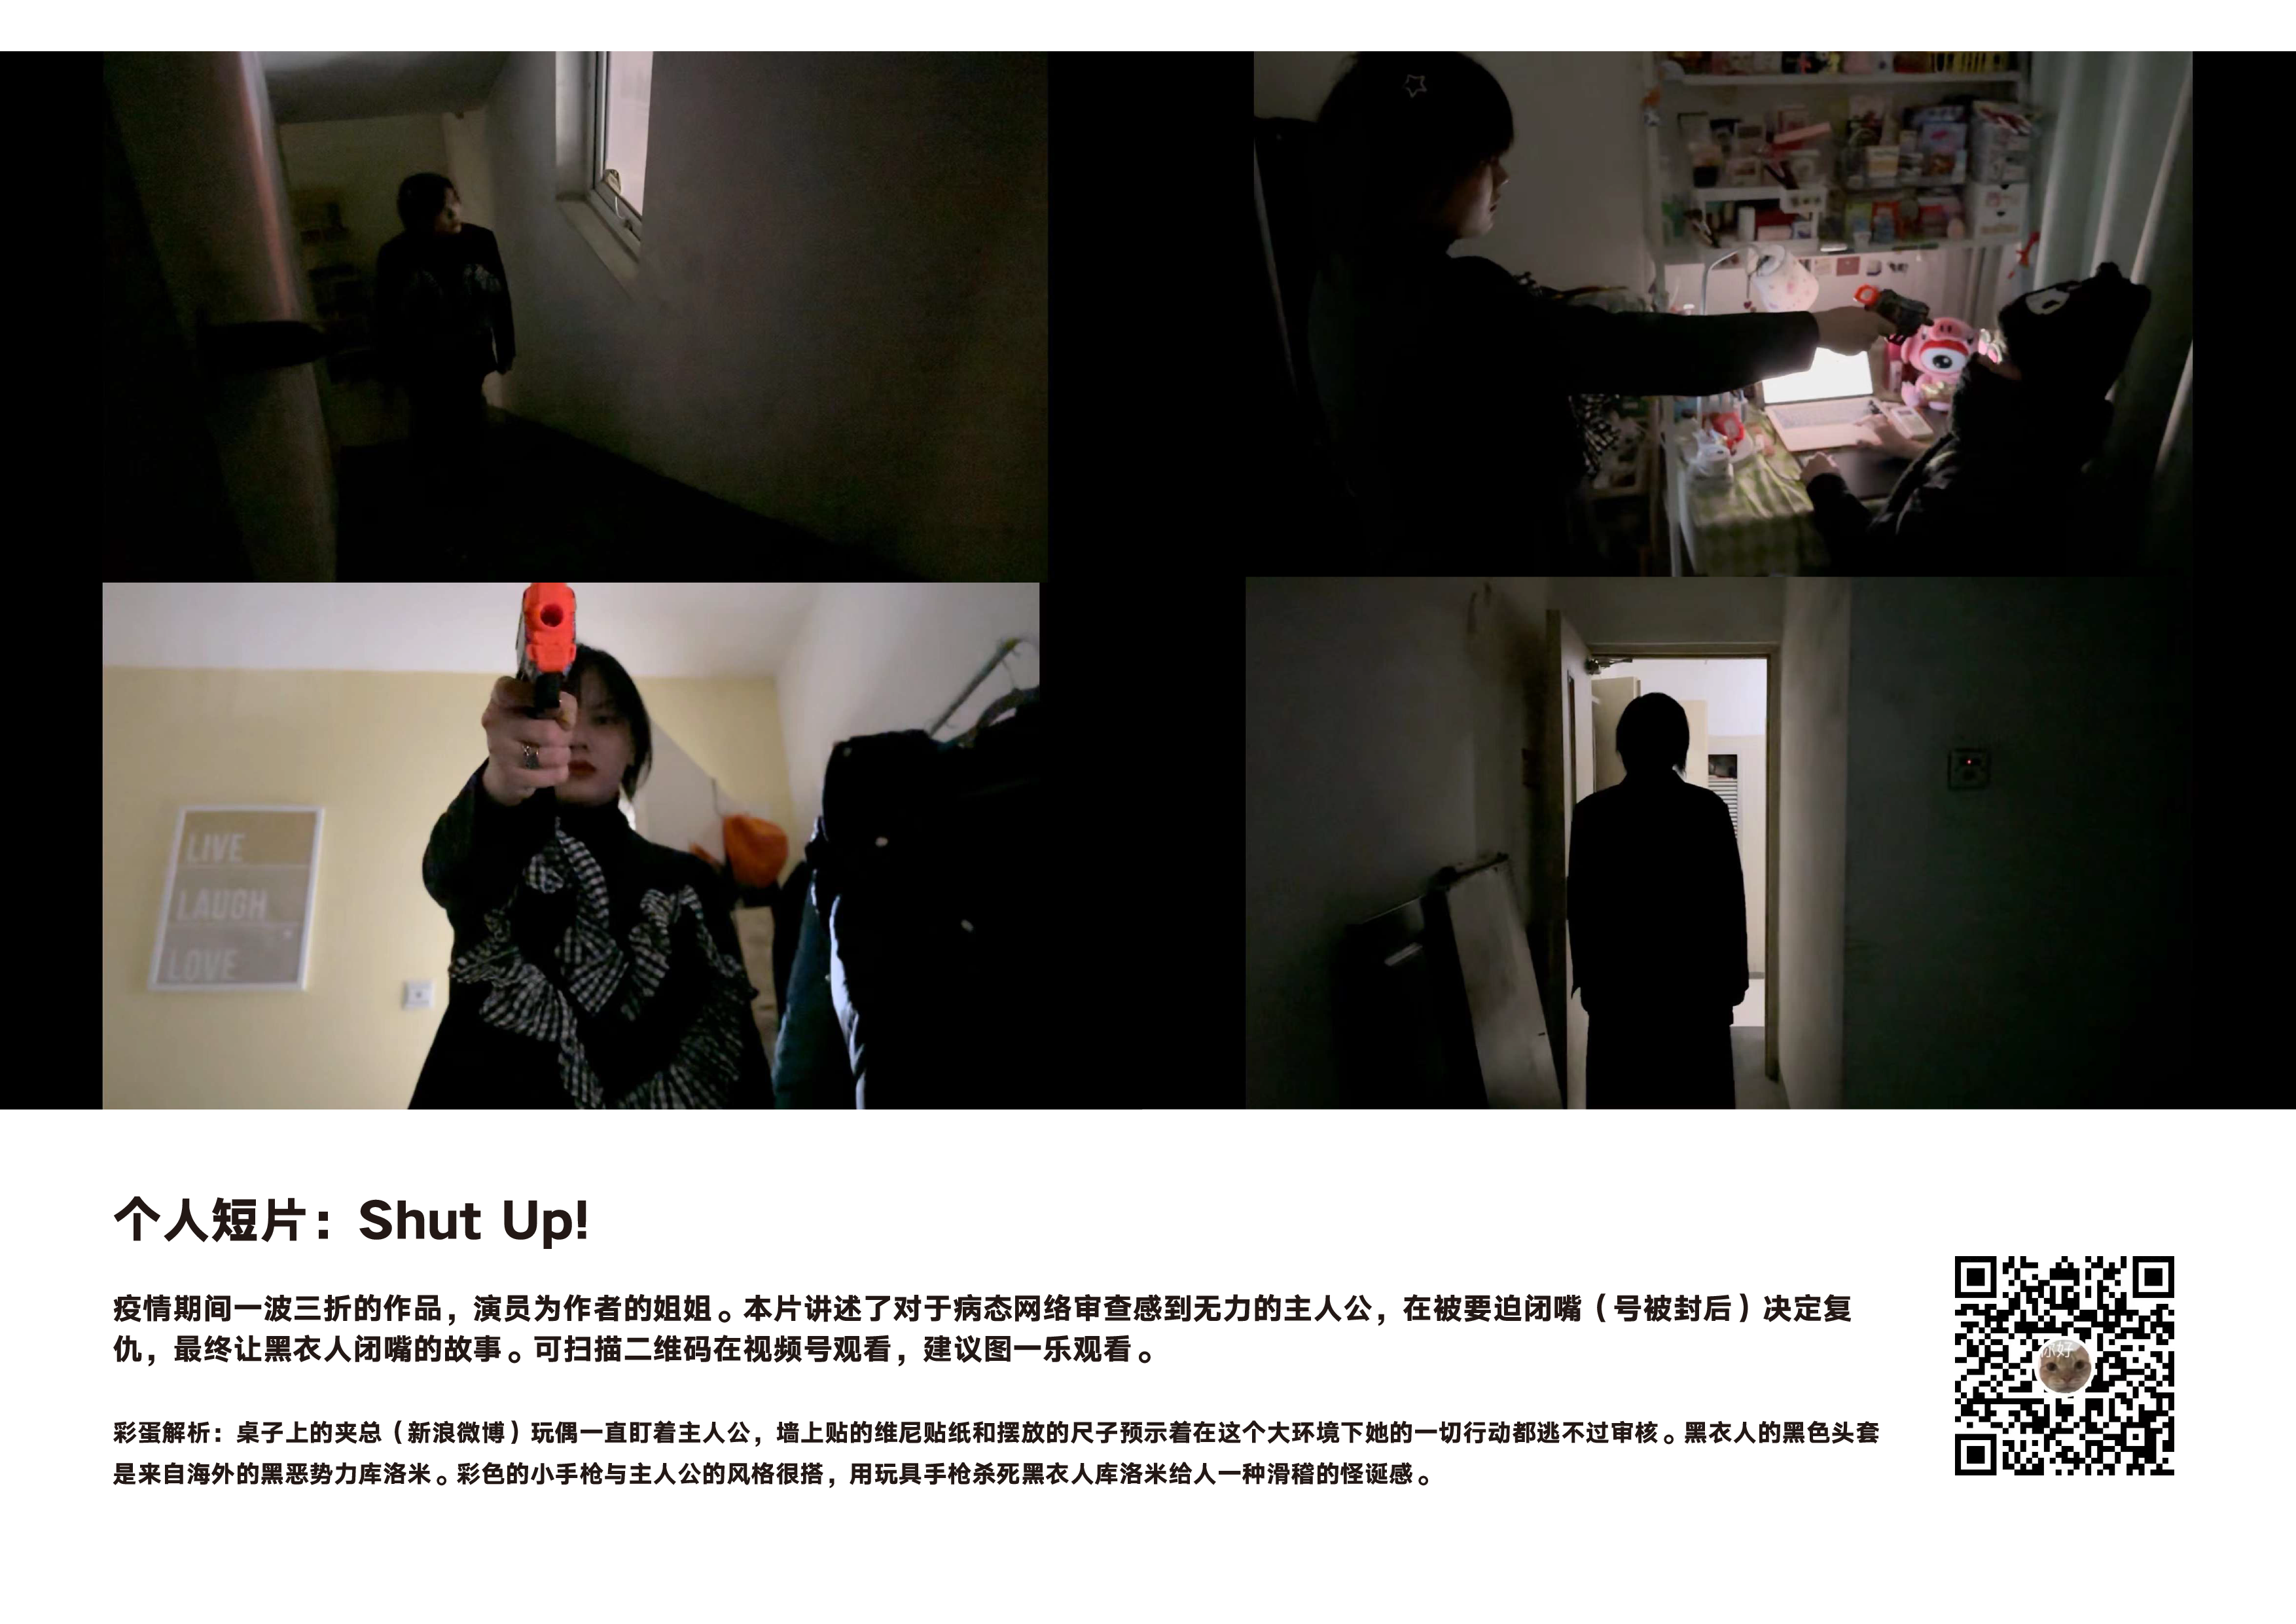 LIVE
LAUGH
LOVE
个人短片：Shut Up!
疫情期间一波三折的作品，演员为作者的姐姐。本片讲述了对于病态网络审查感到无力的主人公，在被要迫闭嘴（号被封后）决定复
仇，最终让黑衣人闭嘴的故事。可扫描二维码在视频号观看，建议图一乐观看。
你好
彩蛋解析：桌子上的夹总（新浪微博）玩偶一直盯着主人公，墙上贴的维尼贴纸和摆放的尺子预示着在这个大环境下她的一切行动都逃不过审核。黑衣人的黑色头套
是来自海外的黑恶势力库洛米。彩色的小手枪与主人公的风格很搭，用玩具手枪杀死黑衣人库洛米给人一种滑稽的怪诞感。